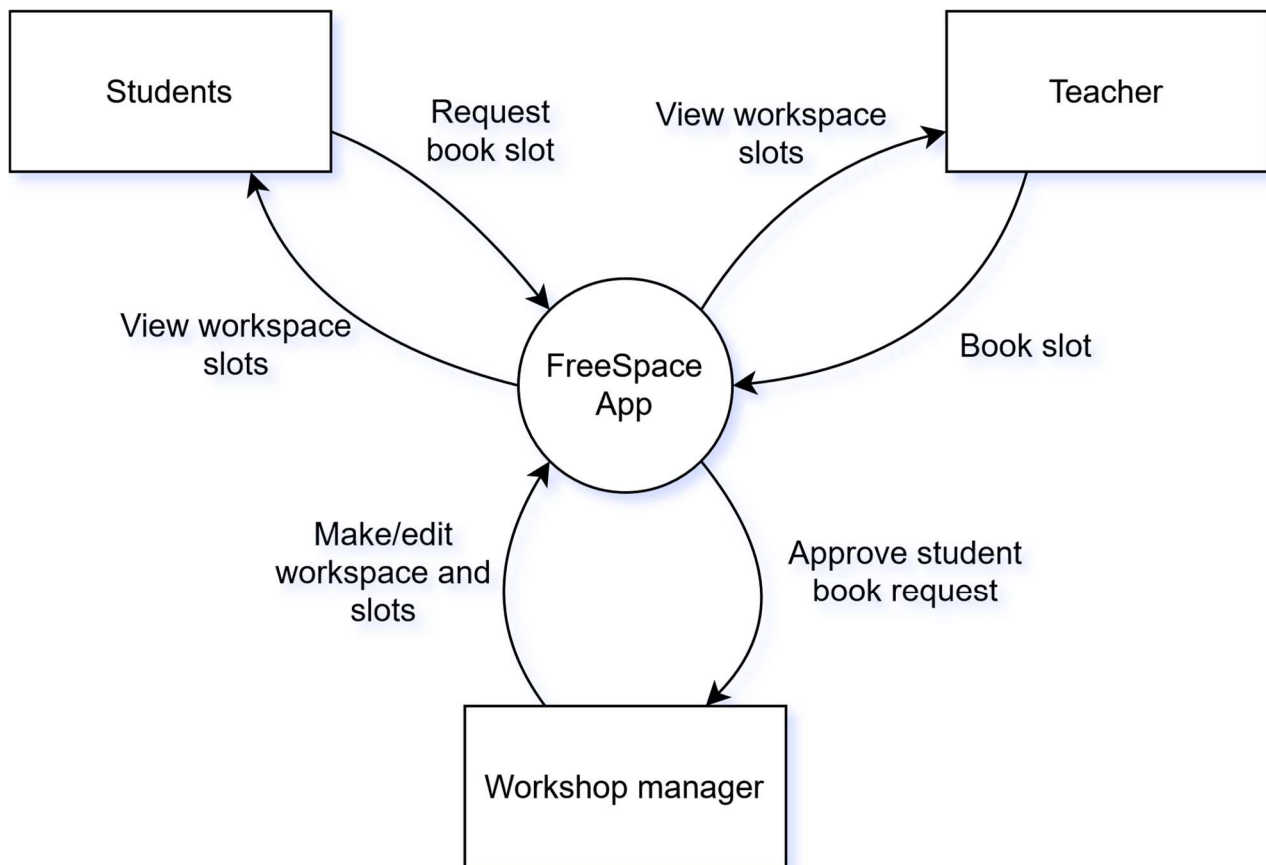 Students
Teacher
Request
book slot
View workspace
slots
View workspace
slots
Book slot
FreeSpace
App
Make/edit
workspace and
slots
Approve student
book request
Workshop manager